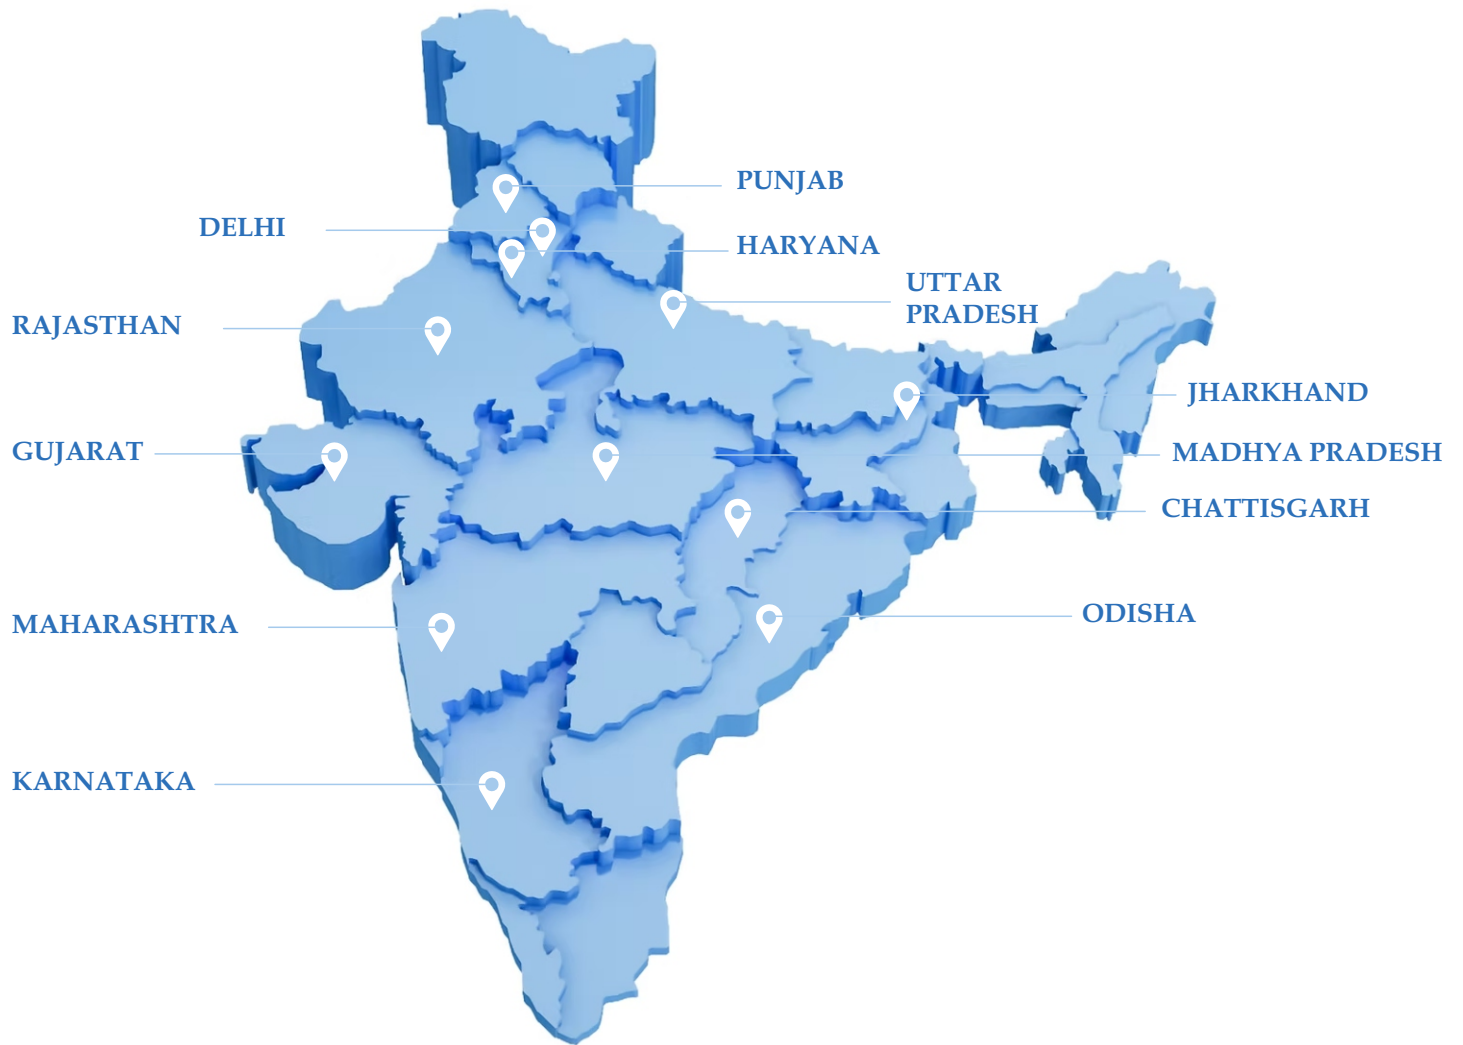 PUNJAB
DELHI
HARYANA
UTTAR
PRADESH
RAJASTHAN
JHARKHAND
GUJARAT
MADHYA PRADESH
CHATTISGARH
MAHARASHTRA
ODISHA
KARNATAKA